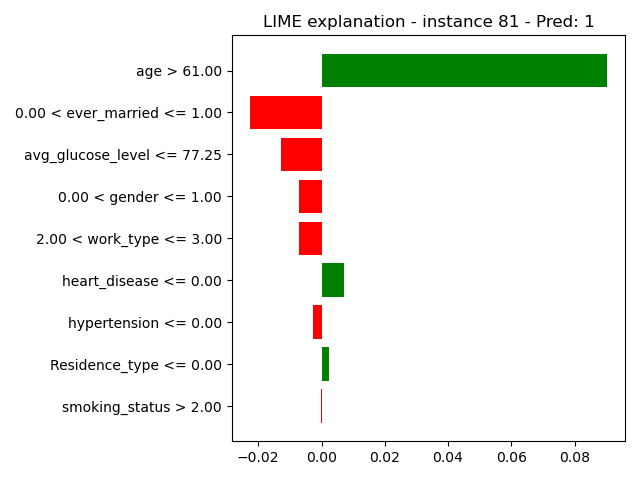 LIME explanation - instance 81 - Pred: 1
age > 61.00
0.00 < ever_married <= 1.00
avg_glucose_level <= 77.25
0.00 < gender <= 1.00
2.00 < work_type <= 3.00
heart_disease <= 0.00
hypertension <= 0.00
Residence_type <= 0.00
smoking_status > 2.00
−0.02 0.00 0.02 0.04 0.06 0.08